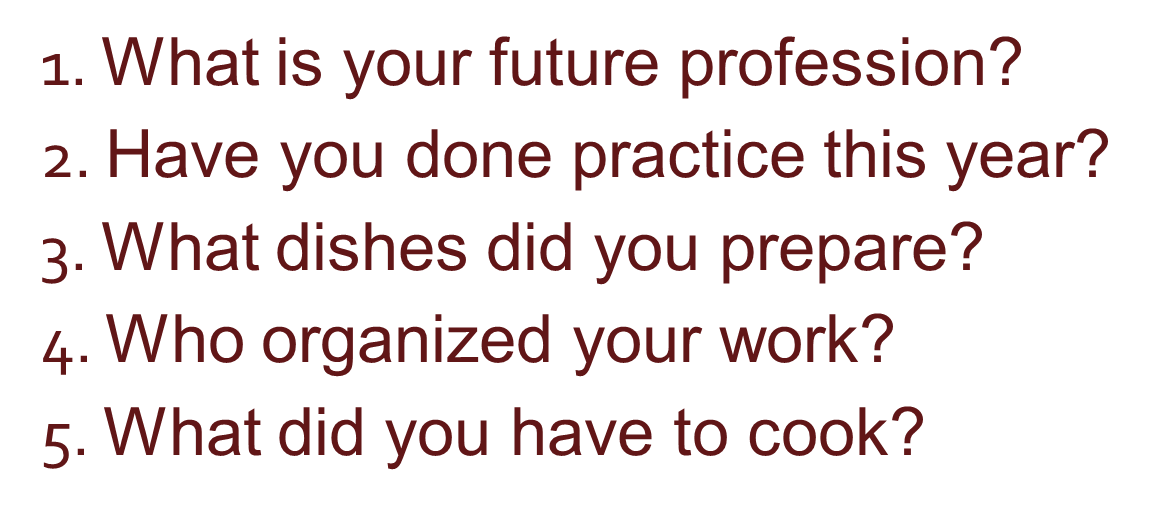 1. What is your future profession?
2. Have you done practice this year?
3. What dishes did you prepare?
4. Who organized your work?
5. What did you have to cook?